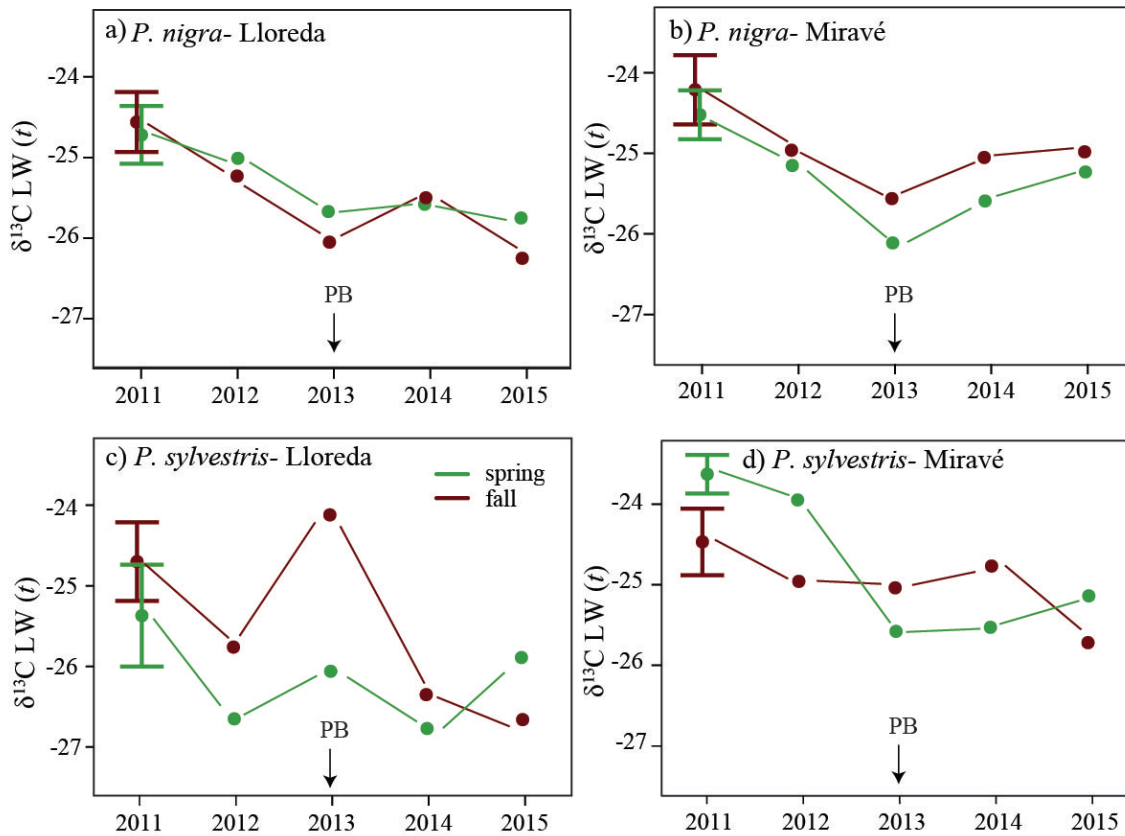 a) P. nigra- Lloreda
δ¹³C LW (t)
-24
-25
-26
-27
PB
2011 2012 2013 2014 2015
b) P. nigra- Miravé
δ¹³C LW (t)
-24
-25
-26
-27
PB
2011 2012 2013 2014 2015
c) P. sylvestris- Lloreda
spring
fall
δ¹³C LW (t)
-24
-25
-26
-27
PB
2011 2012 2013 2014 2015
d) P. sylvestris- Miravé
δ¹³C LW (t)
-24
-25
-26
-27
PB
2011 2012 2013 2014 2015